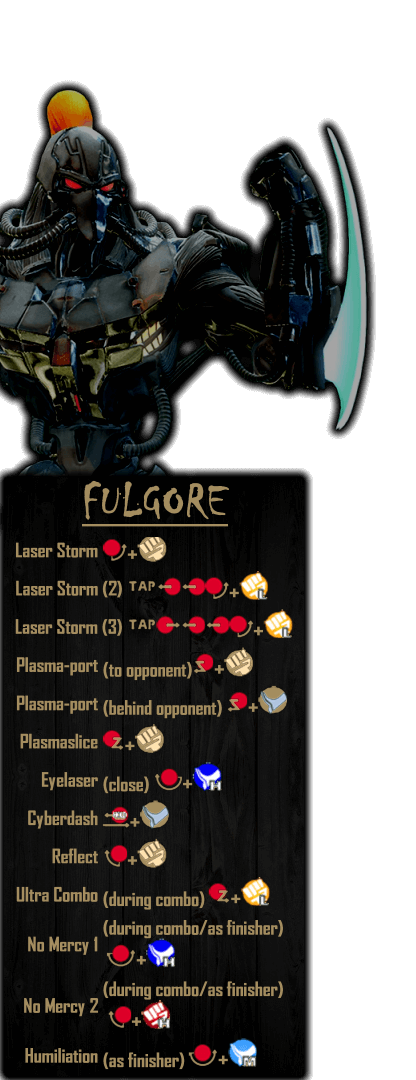 FULGORE
Laser Storm +
Laser Storm (2) TAP + L
Laser Storm (3) TAP + L
Plasma-port (to opponent) +
Plasma-port (behind opponent) +
Plasmaslice +
Eyelaser (close) + H
Cyberdash +
Reflect +
Ultra Combo (during combo) + L
(during combo/as finisher)
No Mercy 1 + H
(during combo/as finisher)
No Mercy 2 + H
Humiliation (as finisher) + M